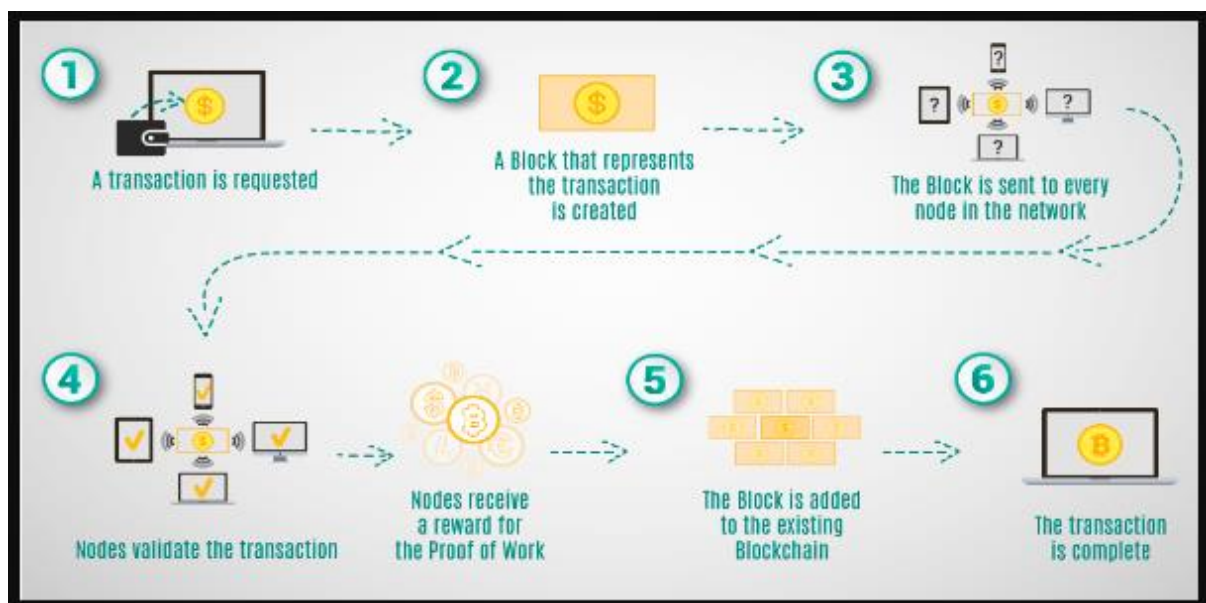 1
A transaction is requested
2
A Block that represents
the transaction
is created
3
? ? ? ?
The Block is sent to every
node in the network
4
Nodes validate the transaction
Nodes receive
a reward for
the Proof of Work
5
The Block is added
to the existing
Blockchain
6
The transaction
is complete